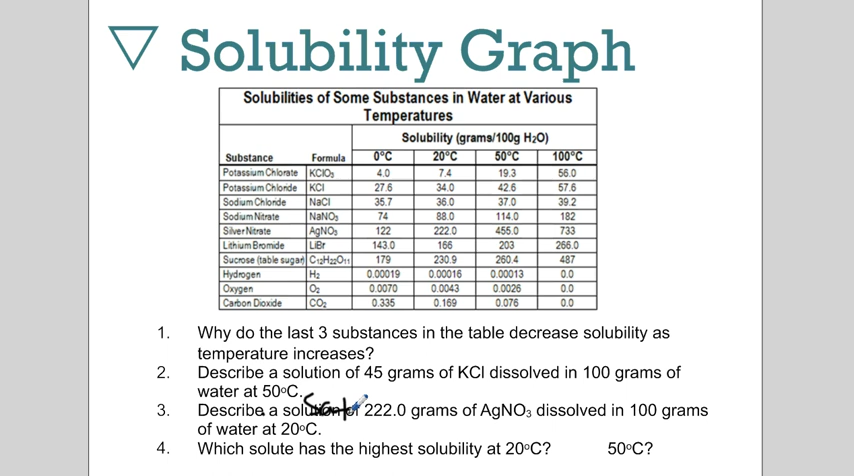 Solubility Graph
Solubilities of Some Substances in Water at Various
Temperatures
Solubility (grams/100g H₂O)
Substance Formula 0°C 20°C 50°C 100°C
Potassium Chlorate KClO₃ 4.0 7.4 19.3 56.0
Potassium Chloride KCl 27.6 34.0 42.6 57.6
Sodium Chloride NaCl 35.7 36.0 37.0 39.2
Sodium Nitrate NaNO₃ 74 88.0 114.0 182
Silver Nitrate AgNO₃ 122 222.0 455.0 733
Lithium Bromide LiBr 143.0 166 203 266.0
Sucrose (table sugar) C₁₂H₂₂O₁₁ 179 230.9 260.4 487
Hydrogen H₂ 0.00019 0.00016 0.00013 0.0
Oxygen O₂ 0.0070 0.0043 0.0026 0.0
Carbon Dioxide CO₂ 0.335 0.169 0.076 0.0
1. Why do the last 3 substances in the table decrease solubility as
temperature increases?
2. Describe a solution of 45 grams of KCl dissolved in 100 grams of
water at 50°C.
3. Describe a solution of 222.0 grams of AgNO₃ dissolved in 100 grams
of water at 20°C.
4. Which solute has the highest solubility at 20°C? 50°C?